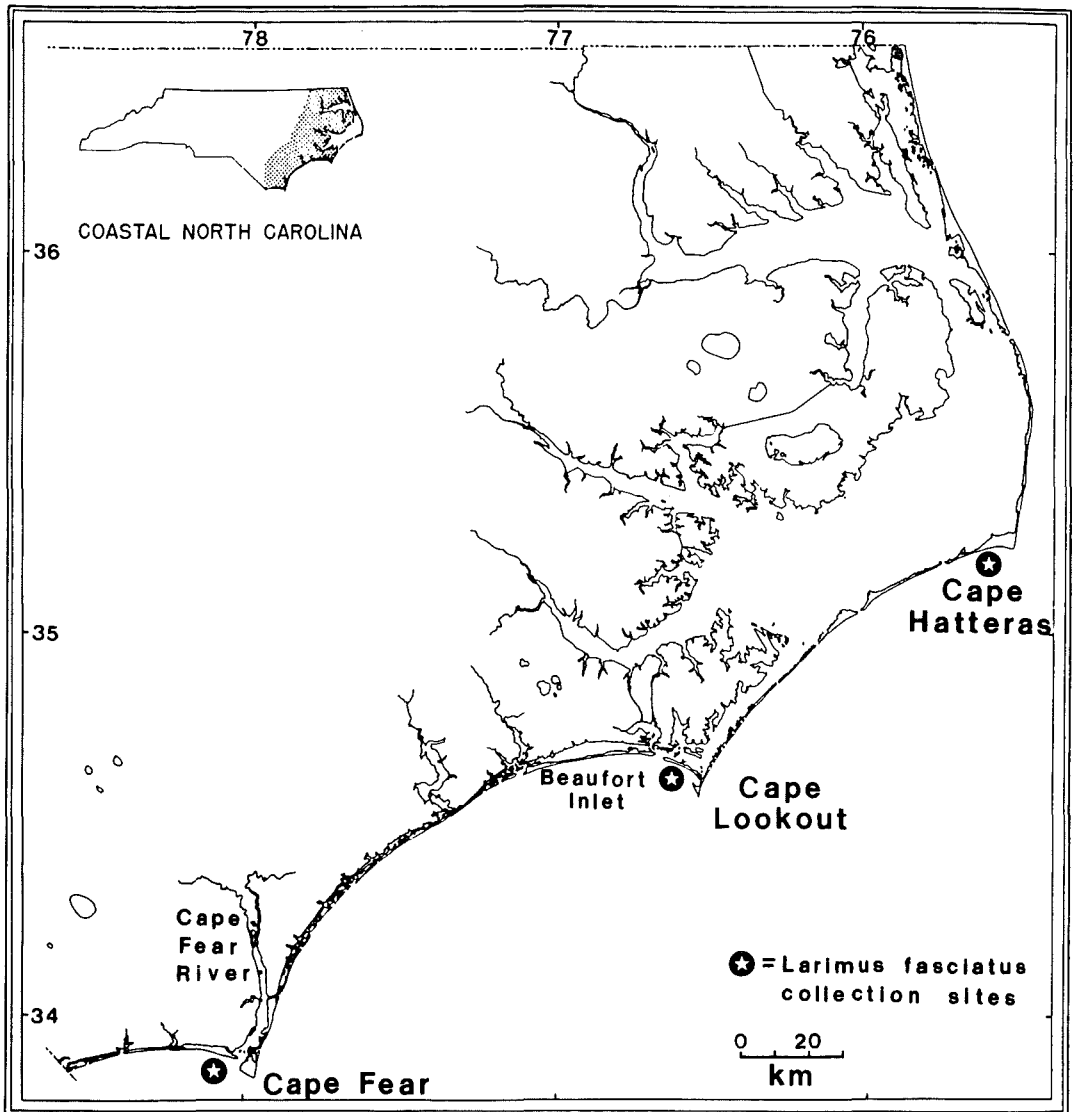 78 77 76
COASTAL NORTH CAROLINA
36
Cape
Hatteras
35
Beaufort
Inlet
Cape
Lookout
Cape
Fear
River
= Larimus fasciatus
collection sites
34
0 20
km
Cape Fear